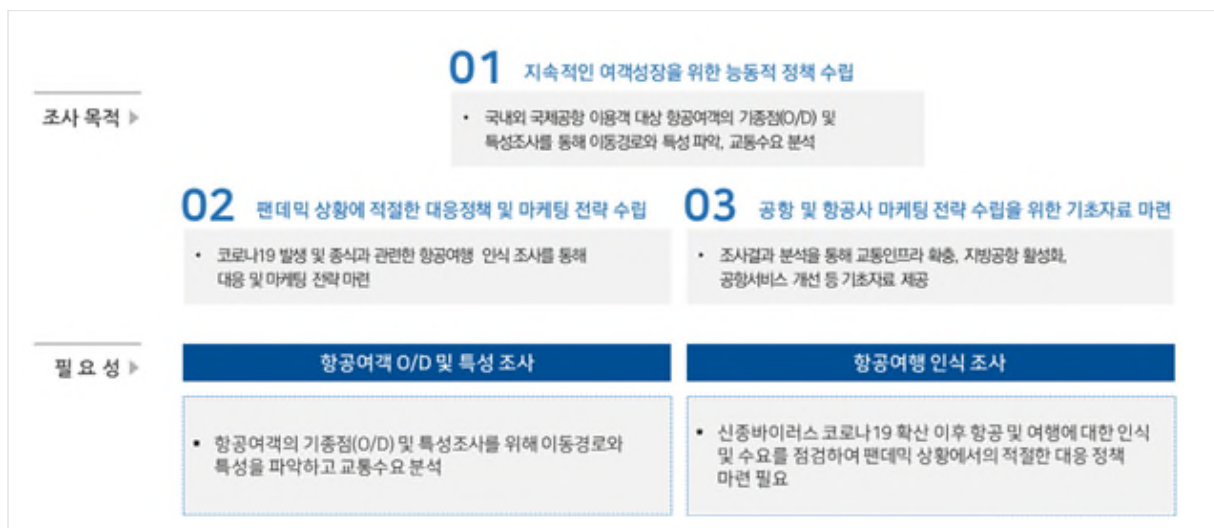 01 지속적인 여객성장을 위한 능동적 정책 수립
조사 목적
• 국내외 국제공항 이용객 대상 항공여객의 기종점(O/D) 및
특성조사를 통해 이동경로와 특성 파악, 교통수요 분석
02 팬데믹 상황에 적절한 대응정책 및 마케팅 전략 수립
• 코로나19 발생 및 종식과 관련한 항공여행 인식 조사를 통해
대응 및 마케팅 전략 마련
03 공항 및 항공사 마케팅 전략 수립을 위한 기초자료 마련
• 조사결과 분석을 통해 교통인프라 확충, 지방공항 활성화,
공항서비스 개선 등 기초자료 제공
필 요 성
항공여객 O/D 및 특성 조사
• 항공여객의 기종점(O/D) 및 특성조사를 위해 이동경로와
특성을 파악하고 교통수요 분석
항공여행 인식 조사
• 신종바이러스 코로나19 확산 이후 항공 및 여행에 대한 인식
및 수요를 점검하여 팬데믹 상황에서의 적절한 대응 정책
마련 필요